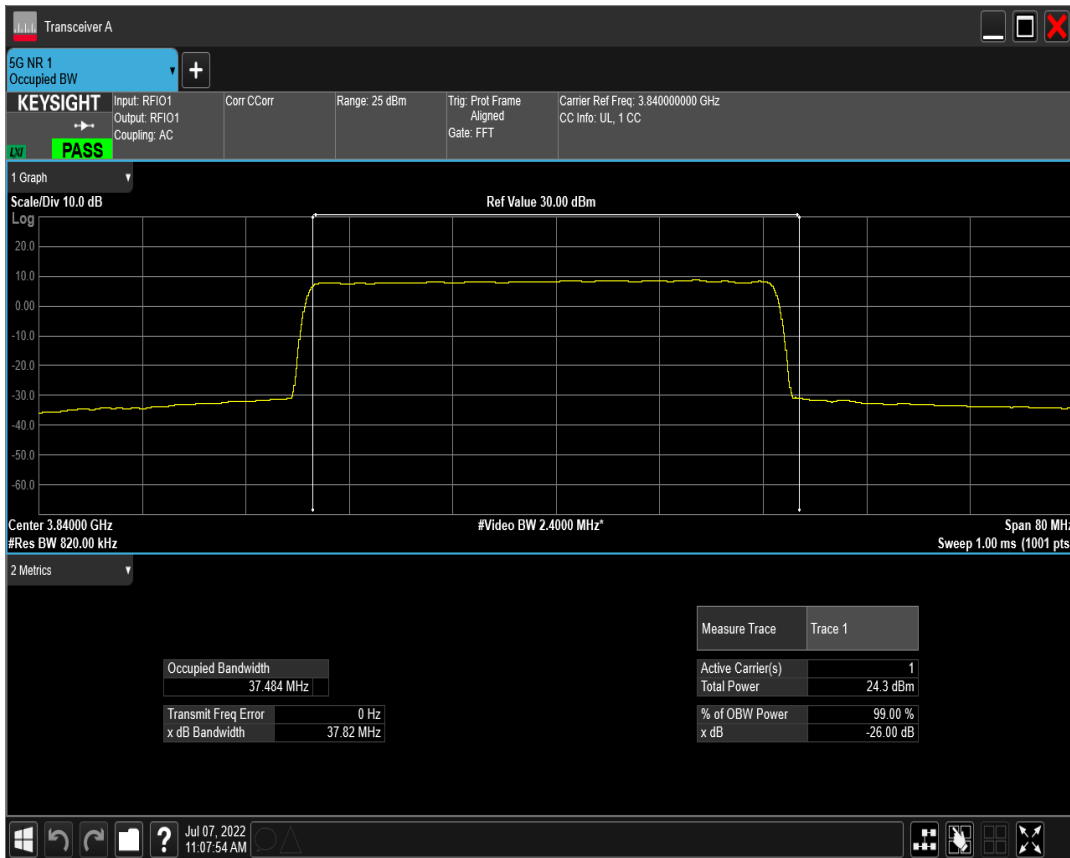 Transceiver A
5G NR 1
Occupied BW
+
KEYSIGHT
LXI
PASS
Input: RFIO1
Output: RFIO1
Coupling: AC
Corr CCorr
Range: 25 dBm
Trig: Prot Frame
Aligned
Gate: FFT
Carrier Ref Freq: 3.840000000 GHz
CC Info: UL, 1 CC
1 Graph
Scale/Div 10.0 dB
Ref Value 30.00 dBm
Log
20.0
10.0
0.00
-10.0
-20.0
-30.0
-40.0
-50.0
-60.0
Center 3.84000 GHz
#Video BW 2.4000 MHz*
Span 80 MHz
#Res BW 820.00 kHz
Sweep 1.00 ms (1001 pts
2 Metrics
Measure Trace Trace 1
Occupied Bandwidth
37.484 MHz
Active Carrier(s) 1
Total Power 24.3 dBm
Transmit Freq Error 0 Hz
x dB Bandwidth 37.82 MHz
% of OBW Power 99.00 %
x dB -26.00 dB
?
Jul 07, 2022
11:07:54 AM